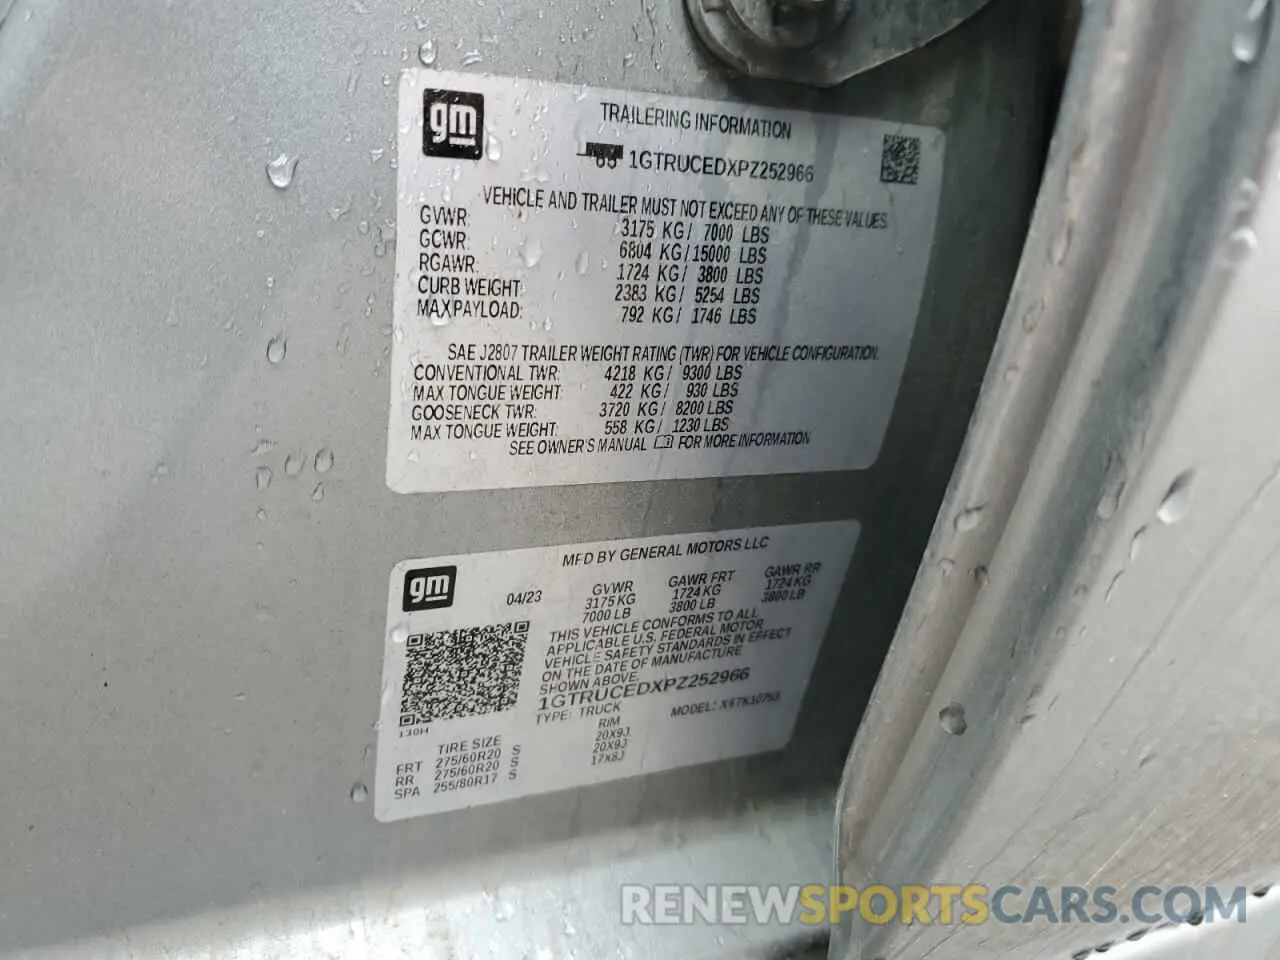 gm
TRAILERING INFORMATION
1GTRUCEDXPZ252966
VEHICLE AND TRAILER MUST NOT EXCEED ANY OF THESE VALUES.
GVWR: 3175 KG/ 7000 LBS
GCWR: 6804 KG/15000 LBS
RGAWR: 1724 KG/ 3800 LBS
CURB WEIGHT: 2383 KG/ 5254 LBS
MAX PAYLOAD: 792 KG/ 1746 LBS
SAE J2807 TRAILER WEIGHT RATING (TWR) FOR VEHICLE CONFIGURATION.
CONVENTIONAL TWR: 4218 KG/ 9300 LBS
MAX TONGUE WEIGHT: 422 KG/ 930 LBS
GOOSENECK TWR: 3720 KG/ 8200 LBS
MAX TONGUE WEIGHT: 558 KG/ 1230 LBS
SEE OWNER'S MANUAL FOR MORE INFORMATION
gm
MFD BY GENERAL MOTORS LLC
04/23
GVWR GAWR FRT GAWR RR
3175 KG 1724 KG 1724 KG
7000 LB 3800 LB 3800 LB
THIS VEHICLE CONFORMS TO ALL
APPLICABLE U.S. FEDERAL MOTOR
VEHICLE SAFETY STANDARDS IN EFFECT
ON THE DATE OF MANUFACTURE
SHOWN ABOVE.
1GTRUCEDXPZ252966
130H
TYPE: TRUCK MODEL:
TIRE SIZE RIM
FRT 275/60R20 S 20X9J
RR 275/60R20 S 20X9J
SPA 255/80R17 S 17X8J
RENEWSPORTSCARS.COM